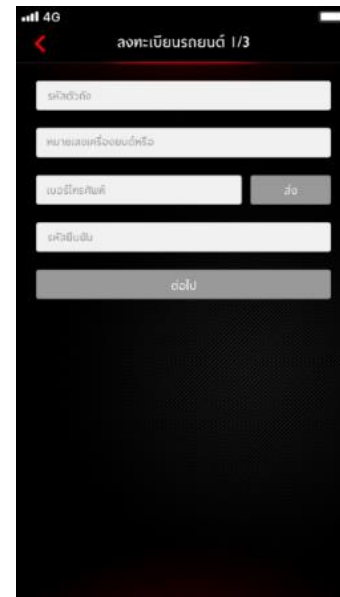 4G
ลงทะเบียนรถยนต์ 1/3
รหัสตัวถัง
หมายเลขเครื่องยนต์หรือ
เบอร์โทรศัพท์ ส่ง
รหัสยืนยัน
ต่อไป